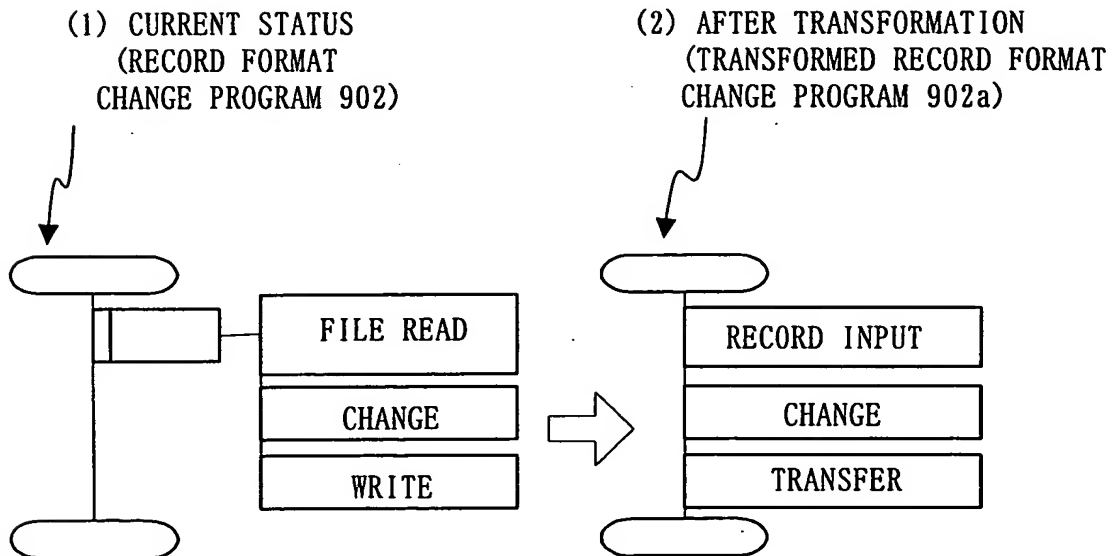 (1) CURRENT STATUS
(RECORD FORMAT
CHANGE PROGRAM 902)
FILE READ
CHANGE
WRITE
(2) AFTER TRANSFORMATION
(TRANSFORMED RECORD FORMAT
CHANGE PROGRAM 902a)
RECORD INPUT
CHANGE
TRANSFER